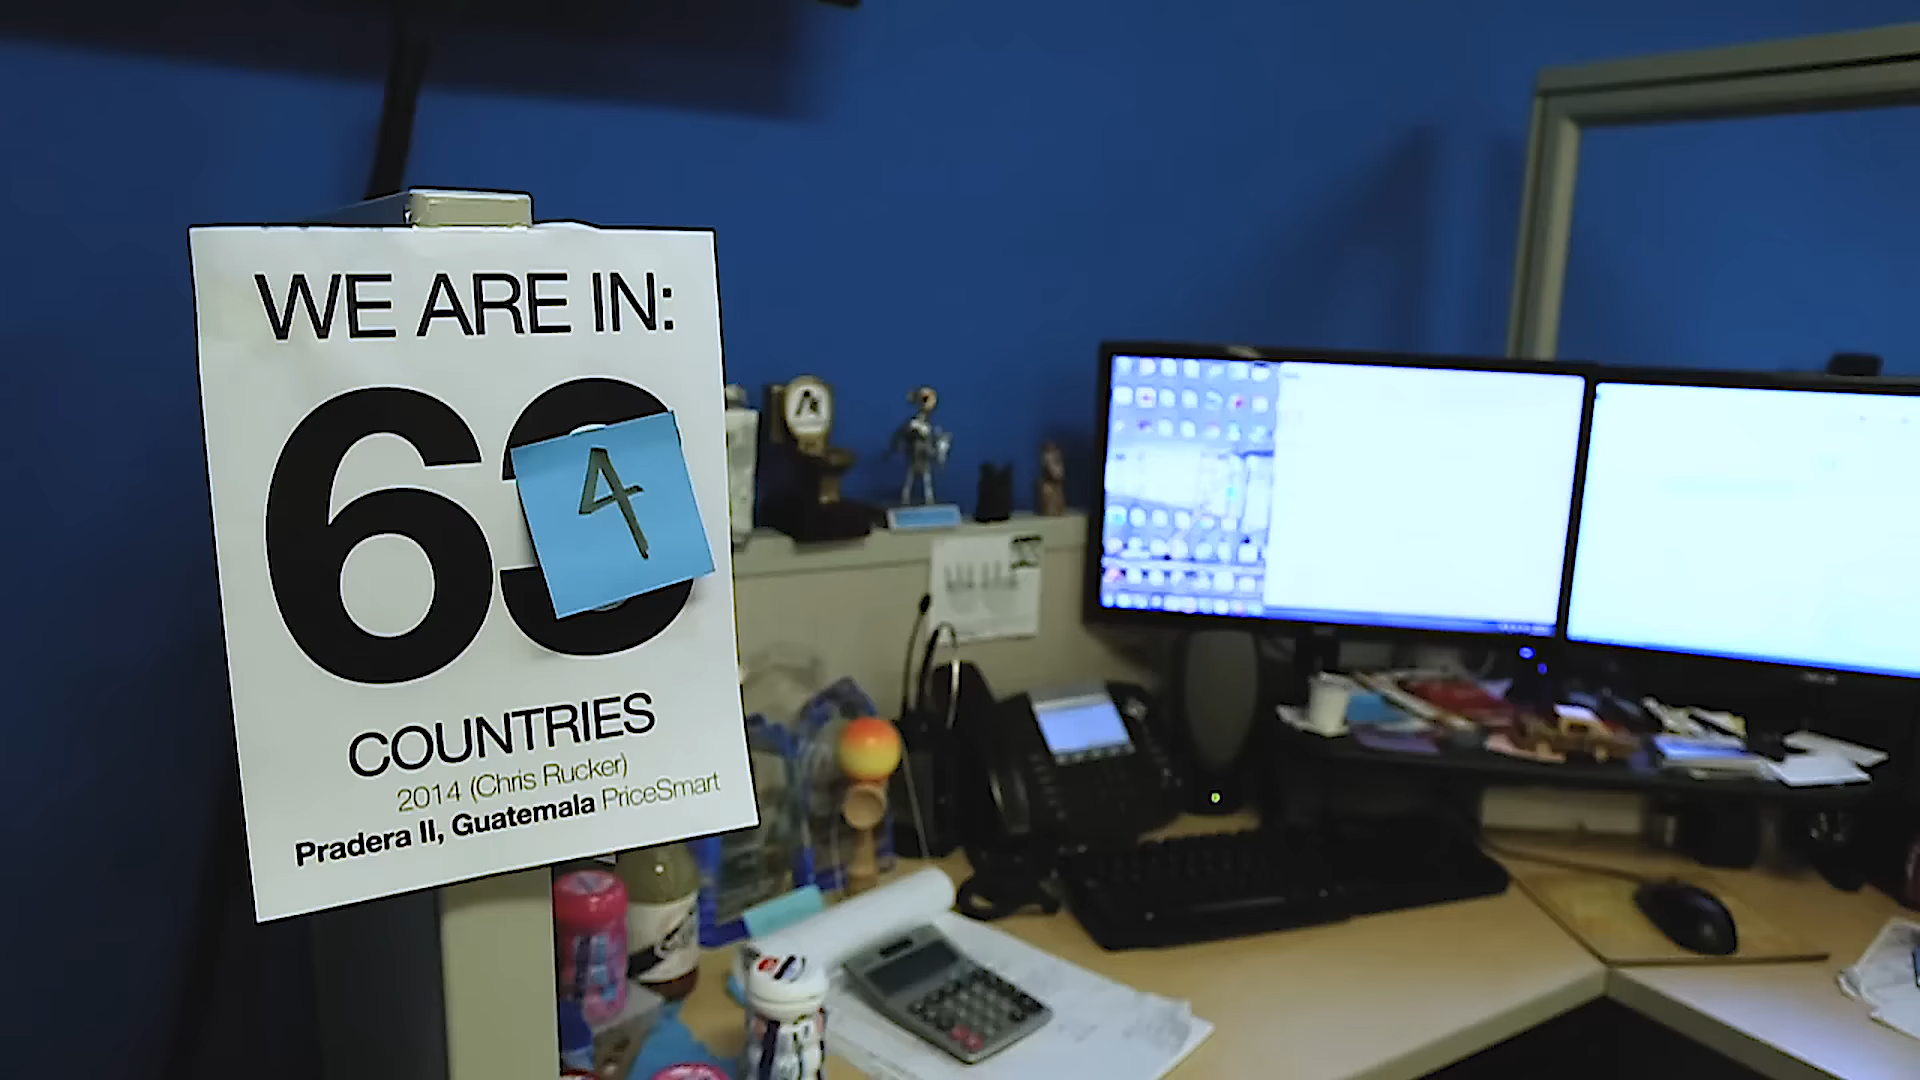 WE ARE IN:
64
COUNTRIES
2014 (Chris Rucker)
Pradera II, Guatemala PriceSmart